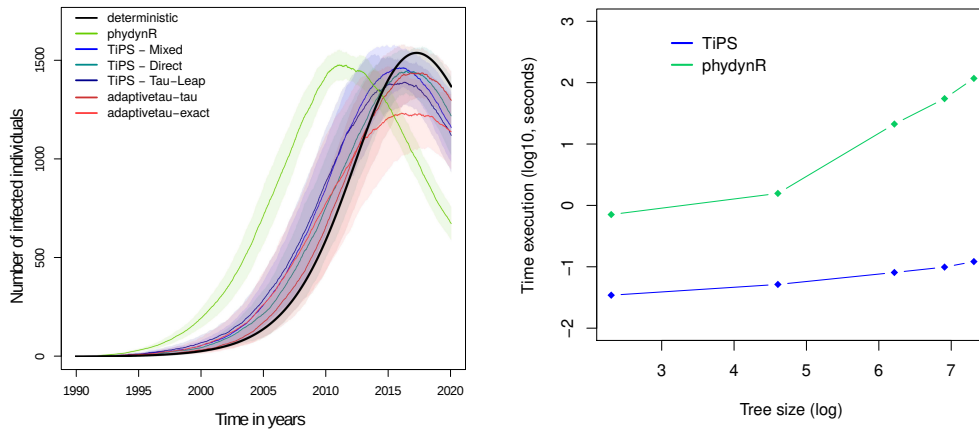 deterministic
phydynR
TiPS − Mixed
TiPS − Direct
TiPS − Tau−Leap
adaptivetau−tau
adaptivetau−exact
Number of infected individuals
0
500
1000
1500
1990
1995
2000
2005
2010
2015
2020
Time in years
TiPS
phydynR
Time execution (log10, seconds)
3
2
1
0
−1
−2
3
4
5
6
7
Tree size (log)